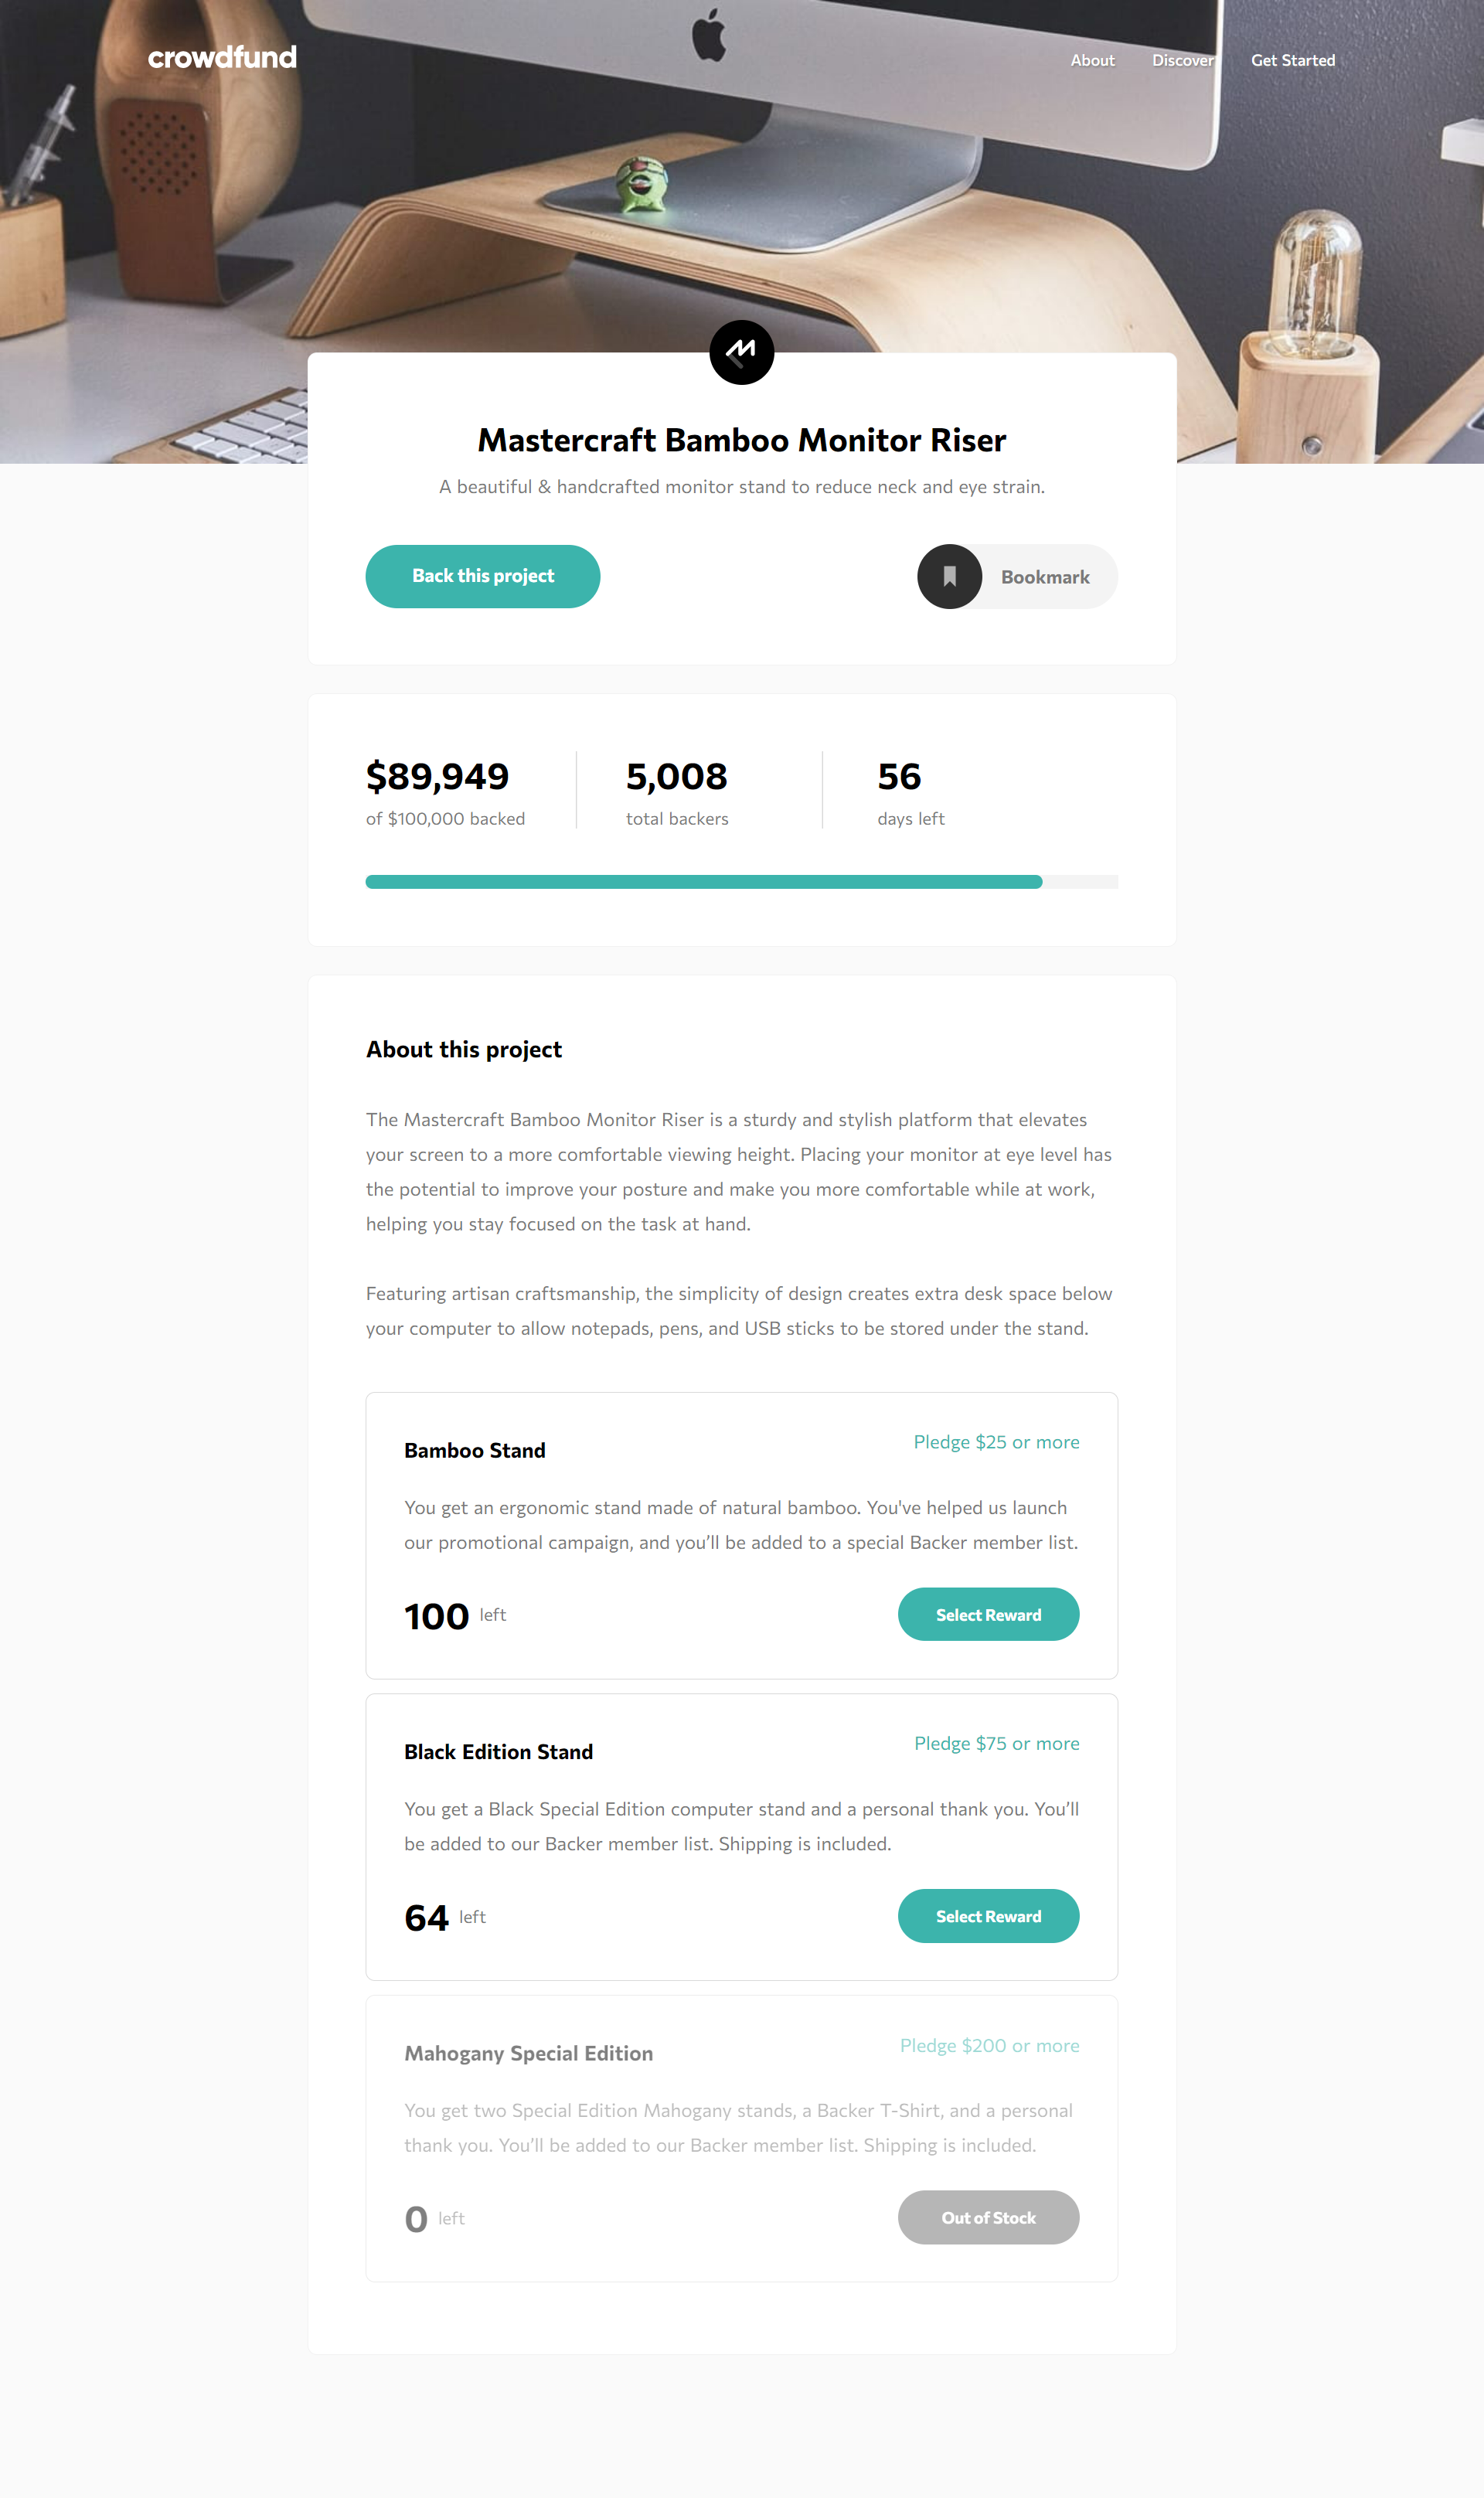 crowdfund
About Discover Get Started
Mastercraft Bamboo Monitor Riser
A beautiful & handcrafted monitor stand to reduce neck and eye strain.
Back this project
Bookmark
$89,949
of $100,000 backed
5,008
total backers
56
days left
About this project
The Mastercraft Bamboo Monitor Riser is a sturdy and stylish platform that elevates
your screen to a more comfortable viewing height. Placing your monitor at eye level has
the potential to improve your posture and make you more comfortable while at work,
helping you stay focused on the task at hand.
Featuring artisan craftsmanship, the simplicity of design creates extra desk space below
your computer to allow notepads, pens, and USB sticks to be stored under the stand.
Bamboo Stand
Pledge $25 or more
You get an ergonomic stand made of natural bamboo. You've helped us launch
our promotional campaign, and you’ll be added to a special Backer member list.
100 left
Select Reward
Black Edition Stand
Pledge $75 or more
You get a Black Special Edition computer stand and a personal thank you. You’ll
be added to our Backer member list. Shipping is included.
64 left
Select Reward
Mahogany Special Edition
Pledge $200 or more
You get two Special Edition Mahogany stands, a Backer T-Shirt, and a personal
thank you. You’ll be added to our Backer member list. Shipping is included.
0 left
Out of Stock